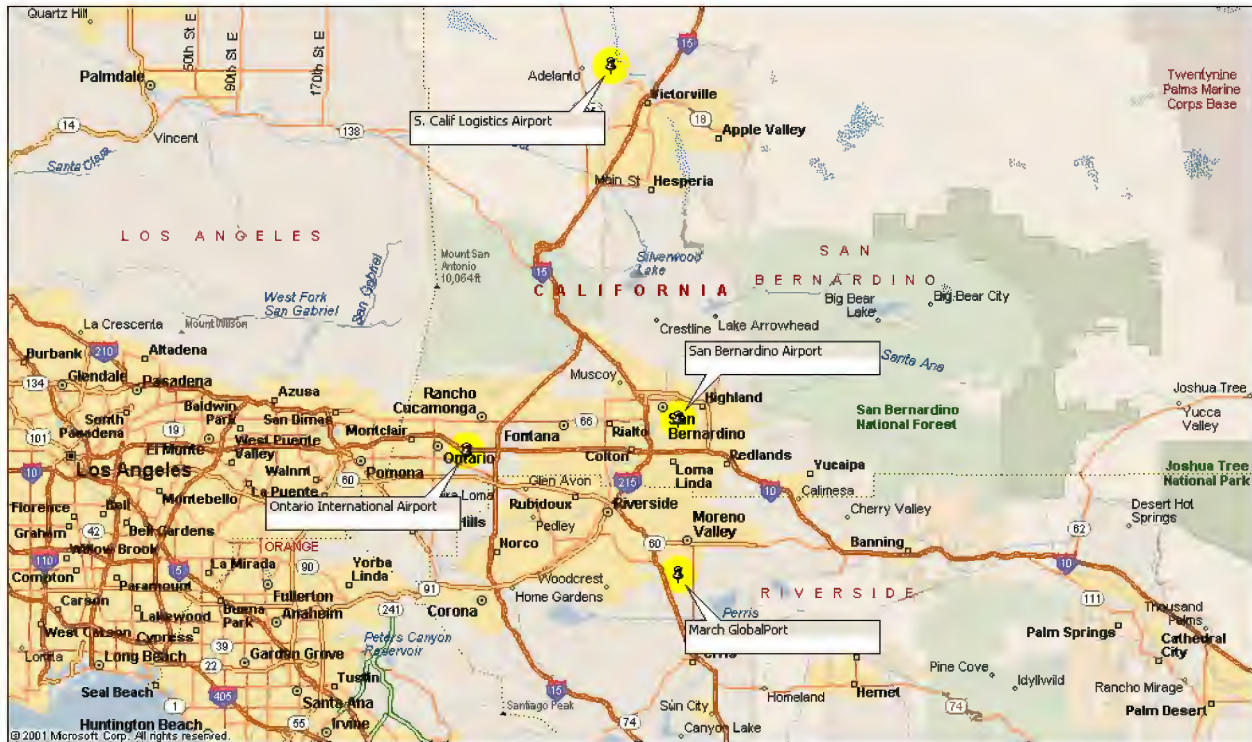 Quartz Hill
50th St E
90th St E
170th St E
Palmdale
14
Vincent
138
Santa Clara
15
Adelanto
Victorville
S. Calif Logistics Airport
18
Apple Valley
Main St
Hesperia
Twentynine
Palms Marine
Corps Base
LOS ANGELES
Mount San
Antonio
10,064ft
15
Silverwood
Lake
SAN
BERNARDINO
CALIFORNIA
West Fork
San Gabriel
San Gabriel
Big Bear
Lake
Big Bear City
La Crescenta
Mount Wilson
Crestline
Lake Arrowhead
Burbank
210
Altadena
San Bernardino Airport
Santa Ana
134
Glendale
Pasadena
Azusa
Rancho
Cucamonga
Muscoy
Highland
Joshua Tree
Yucca
Valley
South
Pasadena
Baldwin
Park
San Dimas
66
San
Bernardino
San Bernardino
National Forest
101
19
El Monte
West Puente
Valley
Montclair
Fontana
Rialto
10
Los Angeles
Walnut
Pomona
Ontario
Colton
Loma
Linda
Redlands
Yucaipa
Joshua Tree
National Park
Montebello
La Puente
60
Glen Avon
215
10
Calimesa
Desert Hot
Springs
Florence
Bell
Ontario International Airport
Hills
Rubidoux
Riverside
Cherry Valley
Graham
42
Bell Gardens
Pedley
Moreno
Valley
62
Willow Brook
ORANGE
Norco
60
Banning
110
Compton
5
La Mirada
90
Yorba
Linda
Woodcrest
Home Gardens
10
Paramount
Fullerton
91
RIVERSIDE
111
Carson
Lakewood
Buena
Park
Anaheim
241
Corona
Perris
Thousand
Palms
West Carson
Cypress
39
Peters Canyon
Reservoir
March GlobalPort
Palm Springs
Cathedral
City
Lomita
Long Beach
22
Garden Grove
Pine Cove
Idyllwild
Rancho Mirage
Seal Beach
405
Tustin
15
Homeland
Hemet
Palm Desert
1
Santa Ana
Santiago Peak
Sun City
74
Huntington Beach
55
Irvine
74
Canyon Lake
© 2001 Microsoft Corp. All rights reserved.